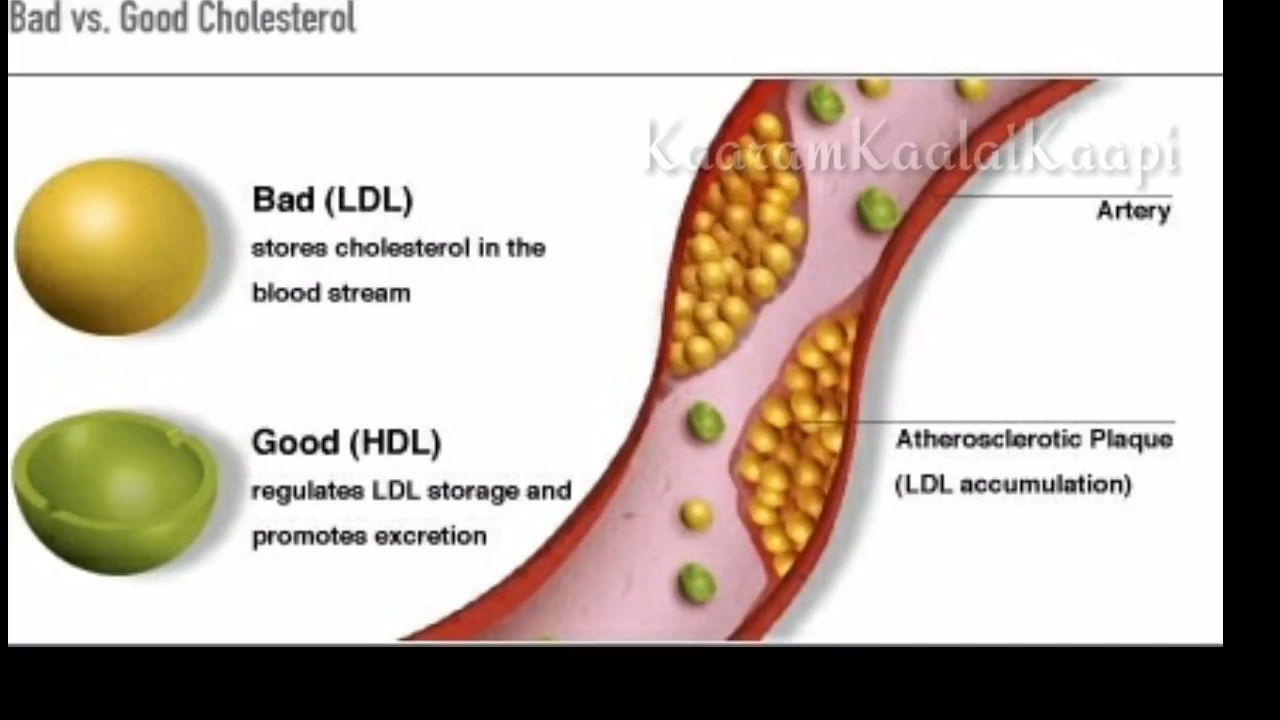 Bad vs. Good Cholesterol
KaaramKaalaiKaapi
Bad (LDL)
stores cholesterol in the
blood stream
Artery
Good (HDL)
regulates LDL storage and
promotes excretion
Atherosclerotic Plaque
(LDL accumulation)